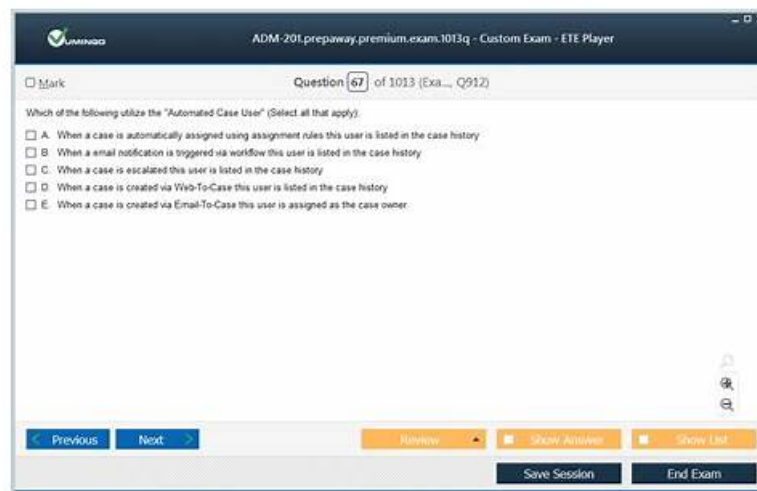 VUMINGO
ADM-201.prepaway.premium.exam.1013q - Custom Exam - ETE Player
Mark
Question 67 of 1013 (Exa..., Q912)
Which of the following utilize the "Automated Case User" (Select all that apply):
A. When a case is automatically assigned using assignment rules this user is listed in the case history
B. When a email notification is triggered via workflow this user is listed in the case history
C. When a case is escalated this user is listed in the case history
D. When a case is created via Web-To-Case this user is listed in the case history
E. When a case is created via Email-To-Case this user is assigned as the case owner
Previous Next Review Show Answer Show List
Save Session End Exam